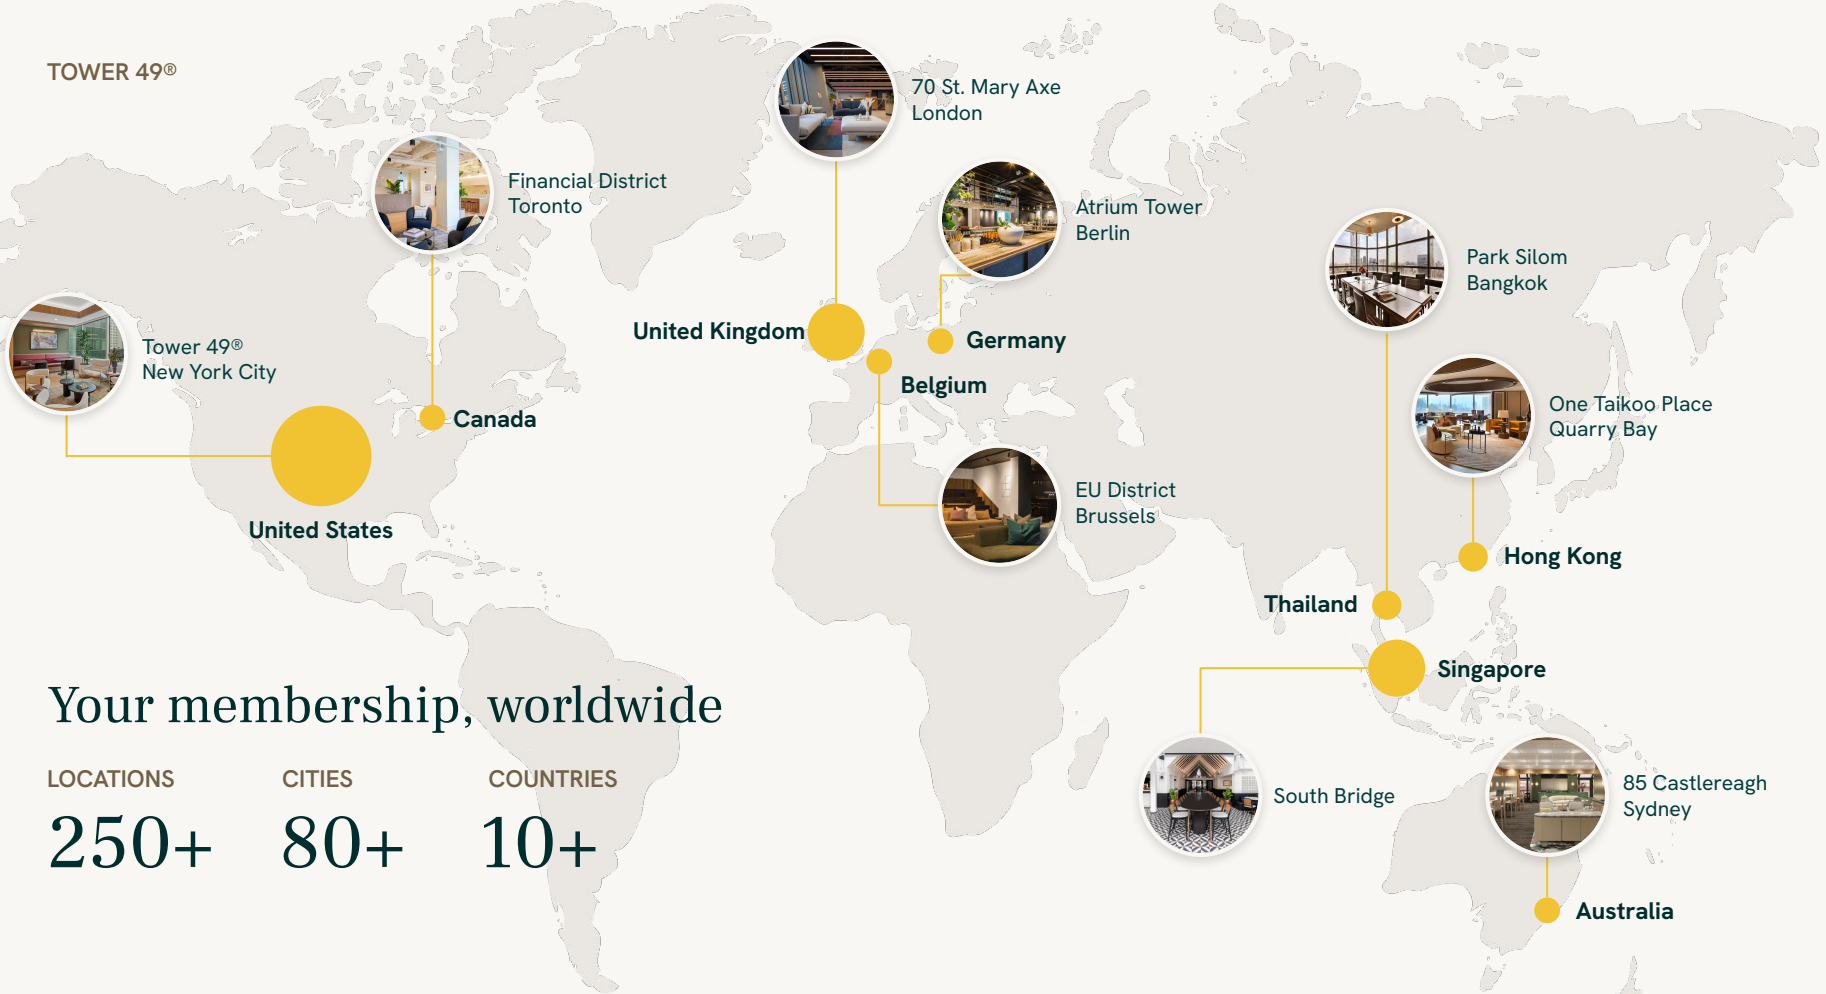 TOWER 49®
70 St. Mary Axe
London
Financial District
Toronto
Atrium Tower
Berlin
Park Silom
Bangkok
Tower 49®
New York City
United Kingdom
Germany
Belgium
Canada
One Taikoo Place
Quarry Bay
United States
EU District
Brussels
Hong Kong
Thailand
Singapore
Your membership, worldwide
LOCATIONS
250+
CITIES
80+
COUNTRIES
10+
South Bridge
85 Castlereagh
Sydney
Australia